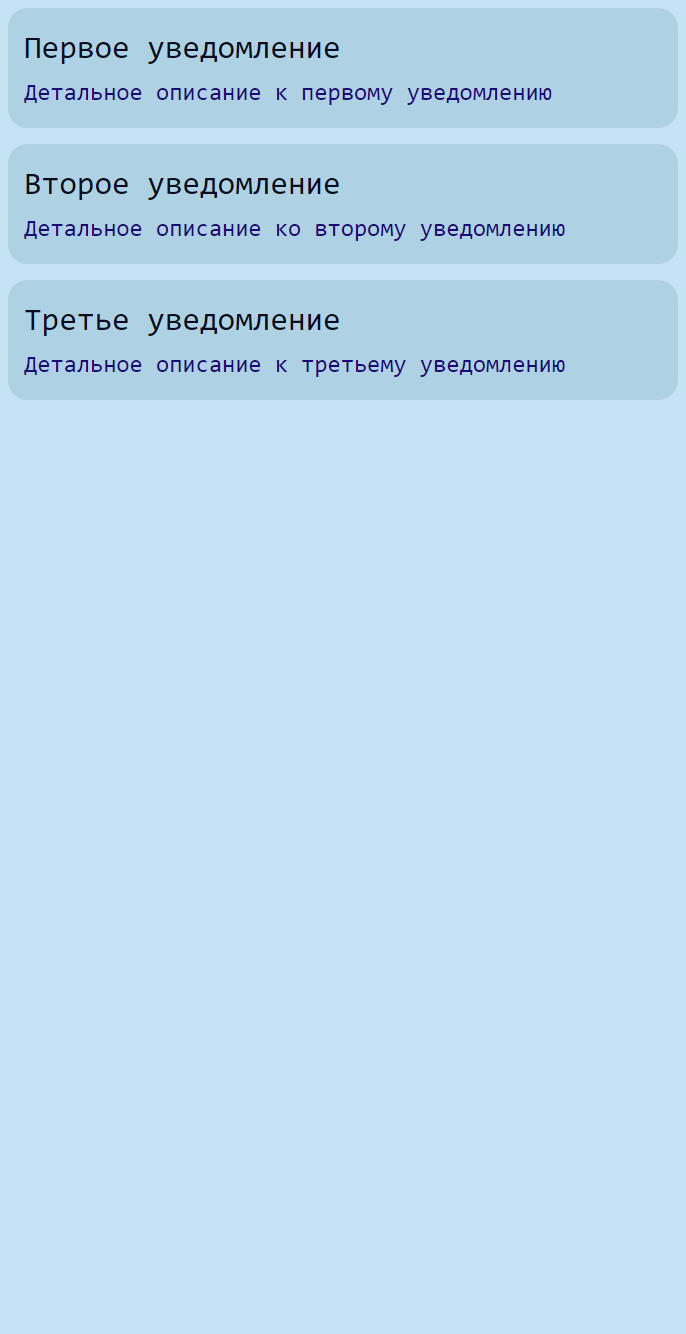 Первое уведомление
Детальное описание к первому уведомлению
Второе уведомление
Детальное описание ко второму уведомлению
Третье уведомление
Детальное описание к третьему уведомлению